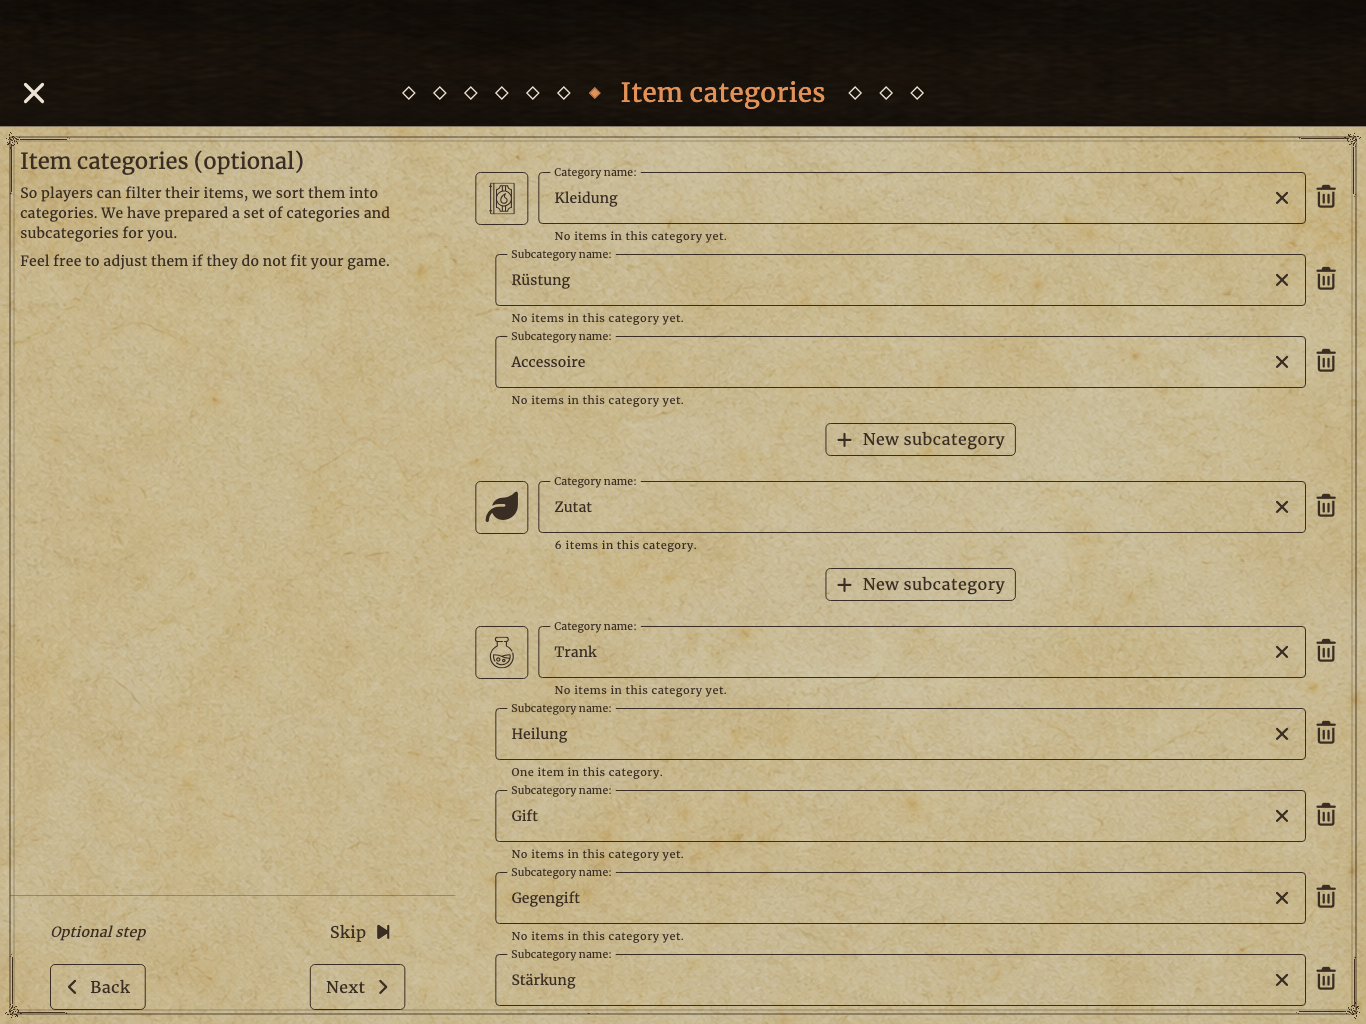 Item categories
Item categories (optional)
So players can filter their items, we sort them into
categories. We have prepared a set of categories and
subcategories for you.
Feel free to adjust them if they do not fit your game.
Optional step
Skip
Back
Next
Category name:
Kleidung
No items in this category yet.
Subcategory name:
Rüstung
No items in this category yet.
Subcategory name:
Accessoire
No items in this category yet.
New subcategory
Category name:
Zutat
6 items in this category.
New subcategory
Category name:
Trank
No items in this category yet.
Subcategory name:
Heilung
One item in this category.
Subcategory name:
Gift
No items in this category yet.
Subcategory name:
Gegengift
No items in this category yet.
Subcategory name:
Stärkung